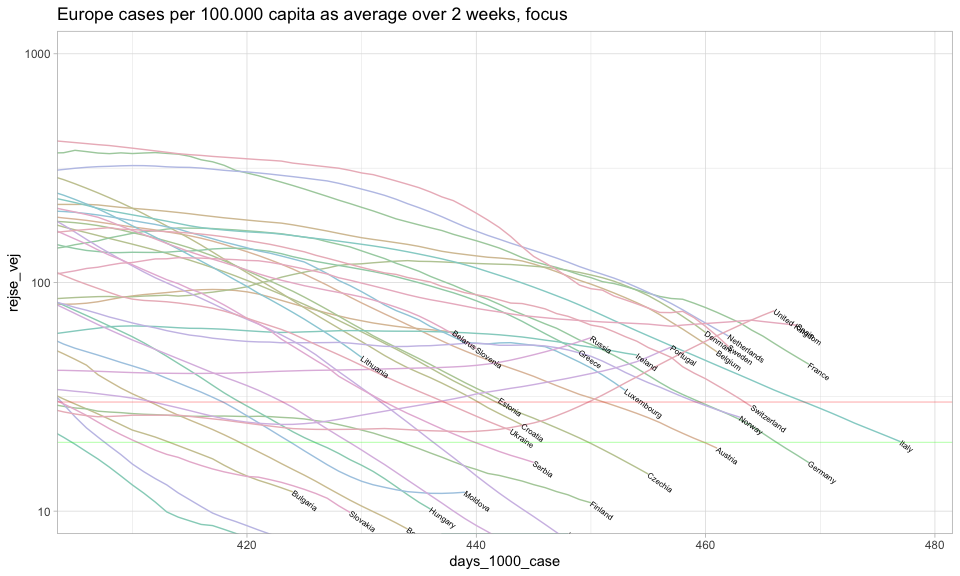 Europe cases per 100.000 capita as average over 2 weeks, focus
1000
100
10
rejse_vej
United Kingdom
Russia
Belarus
Slovenia
Denmark
Netherlands
Sweden
Belgium
Portugal
Greece
Ireland
Lithuania
France
Luxembourg
Estonia
Switzerland
Croatia
Norway
Ukraine
Italy
Austria
Serbia
Germany
Czechia
Bulgaria
Moldova
Finland
Hungary
Slovakia
420
440
460
480
days_1000_case